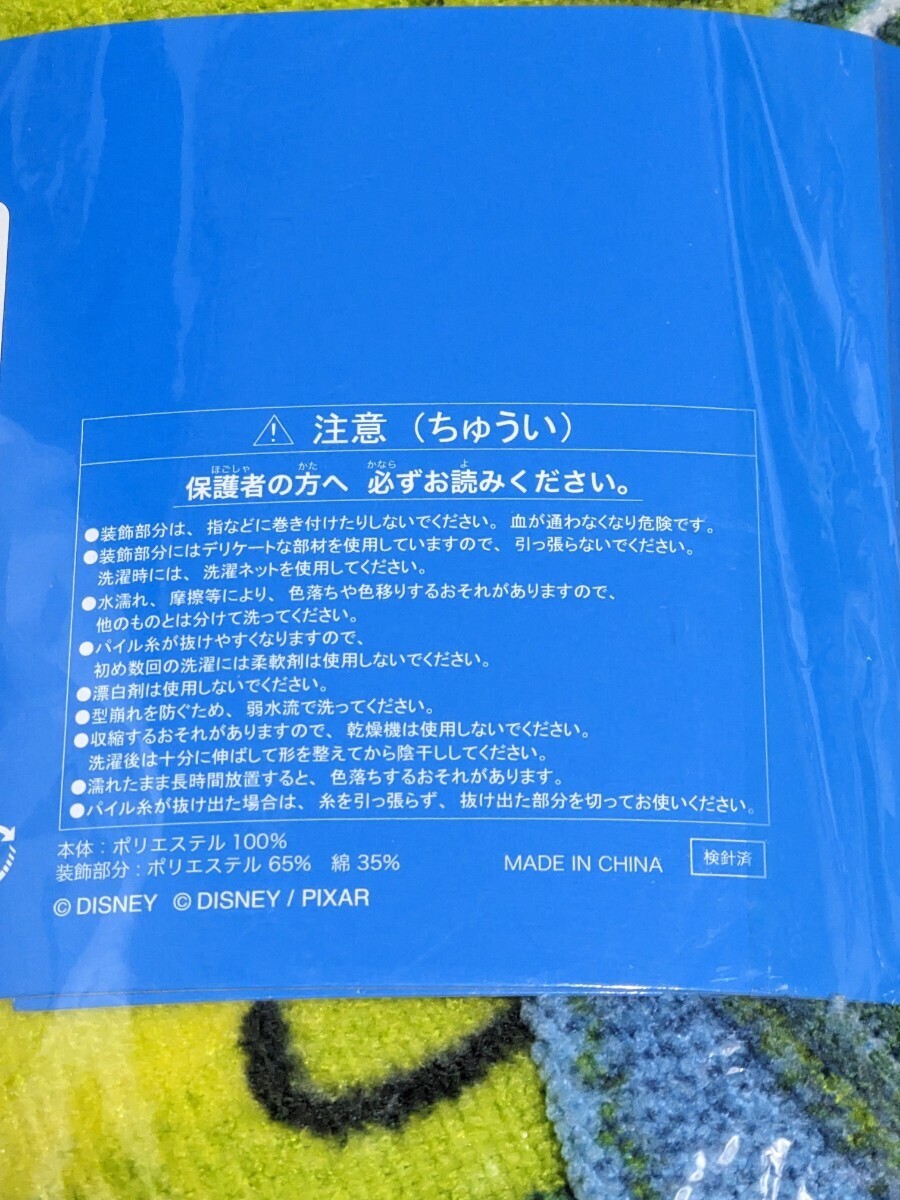 ⚠ 注意（ちゅうい）
ほごしゃ かた かなら よ
保護者の方へ 必ずお読みください。
●装飾部分は、指などに巻き付けたりしないでください。血が通わなくなり危険です。
●装飾部分にはデリケートな部材を使用していますので、引っ張らないでください。
洗濯時には、洗濯ネットを使用してください。
●水濡れ、摩擦等により、色落ちや色移りするおそれがありますので、
他のものとは分けて洗ってください。
●パイル糸が抜けやすくなりますので、
初め数回の洗濯には柔軟剤は使用しないでください。
●漂白剤は使用しないでください。
●型崩れを防ぐため、弱水流で洗ってください。
●収縮するおそれがありますので、乾燥機は使用しないでください。
洗濯後は十分に伸ばして形を整えてから陰干ししてください。
●濡れたまま長時間放置すると、色落ちするおそれがあります。
●パイル糸が抜け出た場合は、糸を引っ張らず、抜け出た部分を切ってお使いください。
本体：ポリエステル 100%
装飾部分：ポリエステル 65% 綿 35%
MADE IN CHINA
検針済
© DISNEY © DISNEY / PIXAR